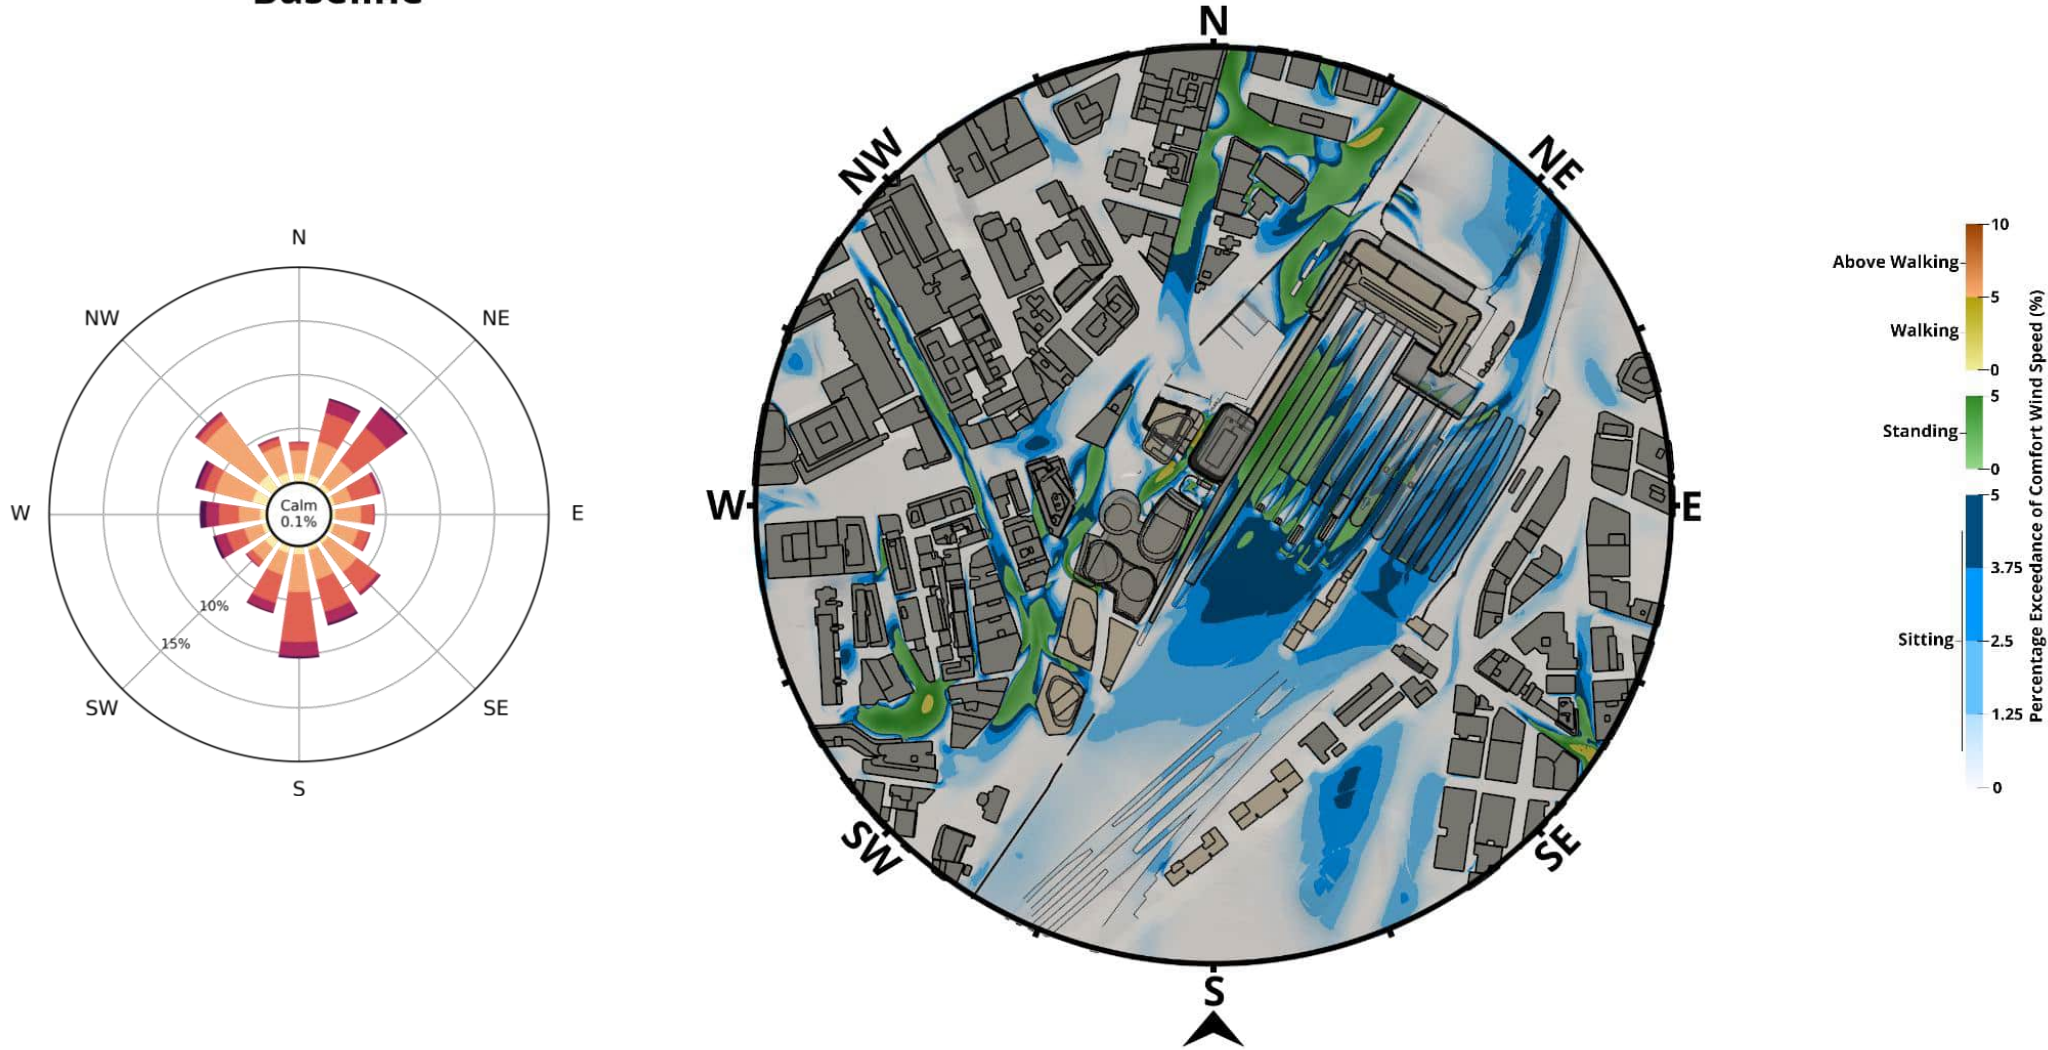 Baseline
N
NW
NE
W
Calm
0.1%
E
10%
15%
SW
SE
S
N
NW
NE
W
E
SW
SE
S
10
Above Walking
5
Walking
0
5
Standing
0
5
3.75
2.5
Sitting
1.25
0
Percentage Exceedance of Comfort Wind Speed (%)